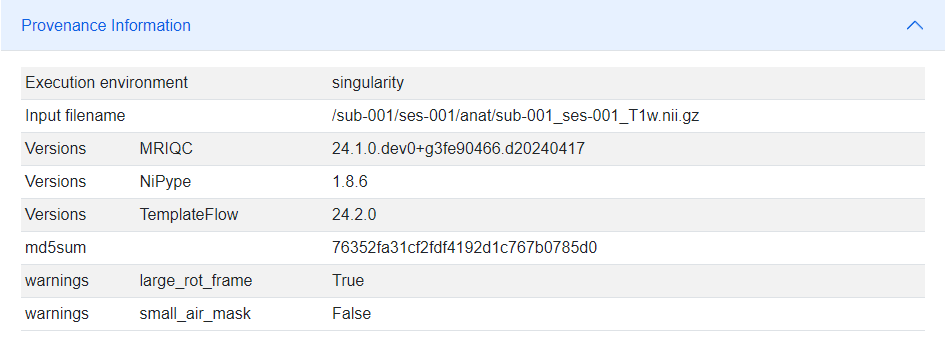 Provenance Information
Execution environment singularity
Input filename /sub-001/ses-001/anat/sub-001_ses-001_T1w.nii.gz
Versions MRIQC 24.1.0.dev0+g3fe90466.d20240417
Versions NiPype 1.8.6
Versions TemplateFlow 24.2.0
md5sum 76352fa31cf2fdf4192d1c767b0785d0
warnings large_rot_frame True
warnings small_air_mask False